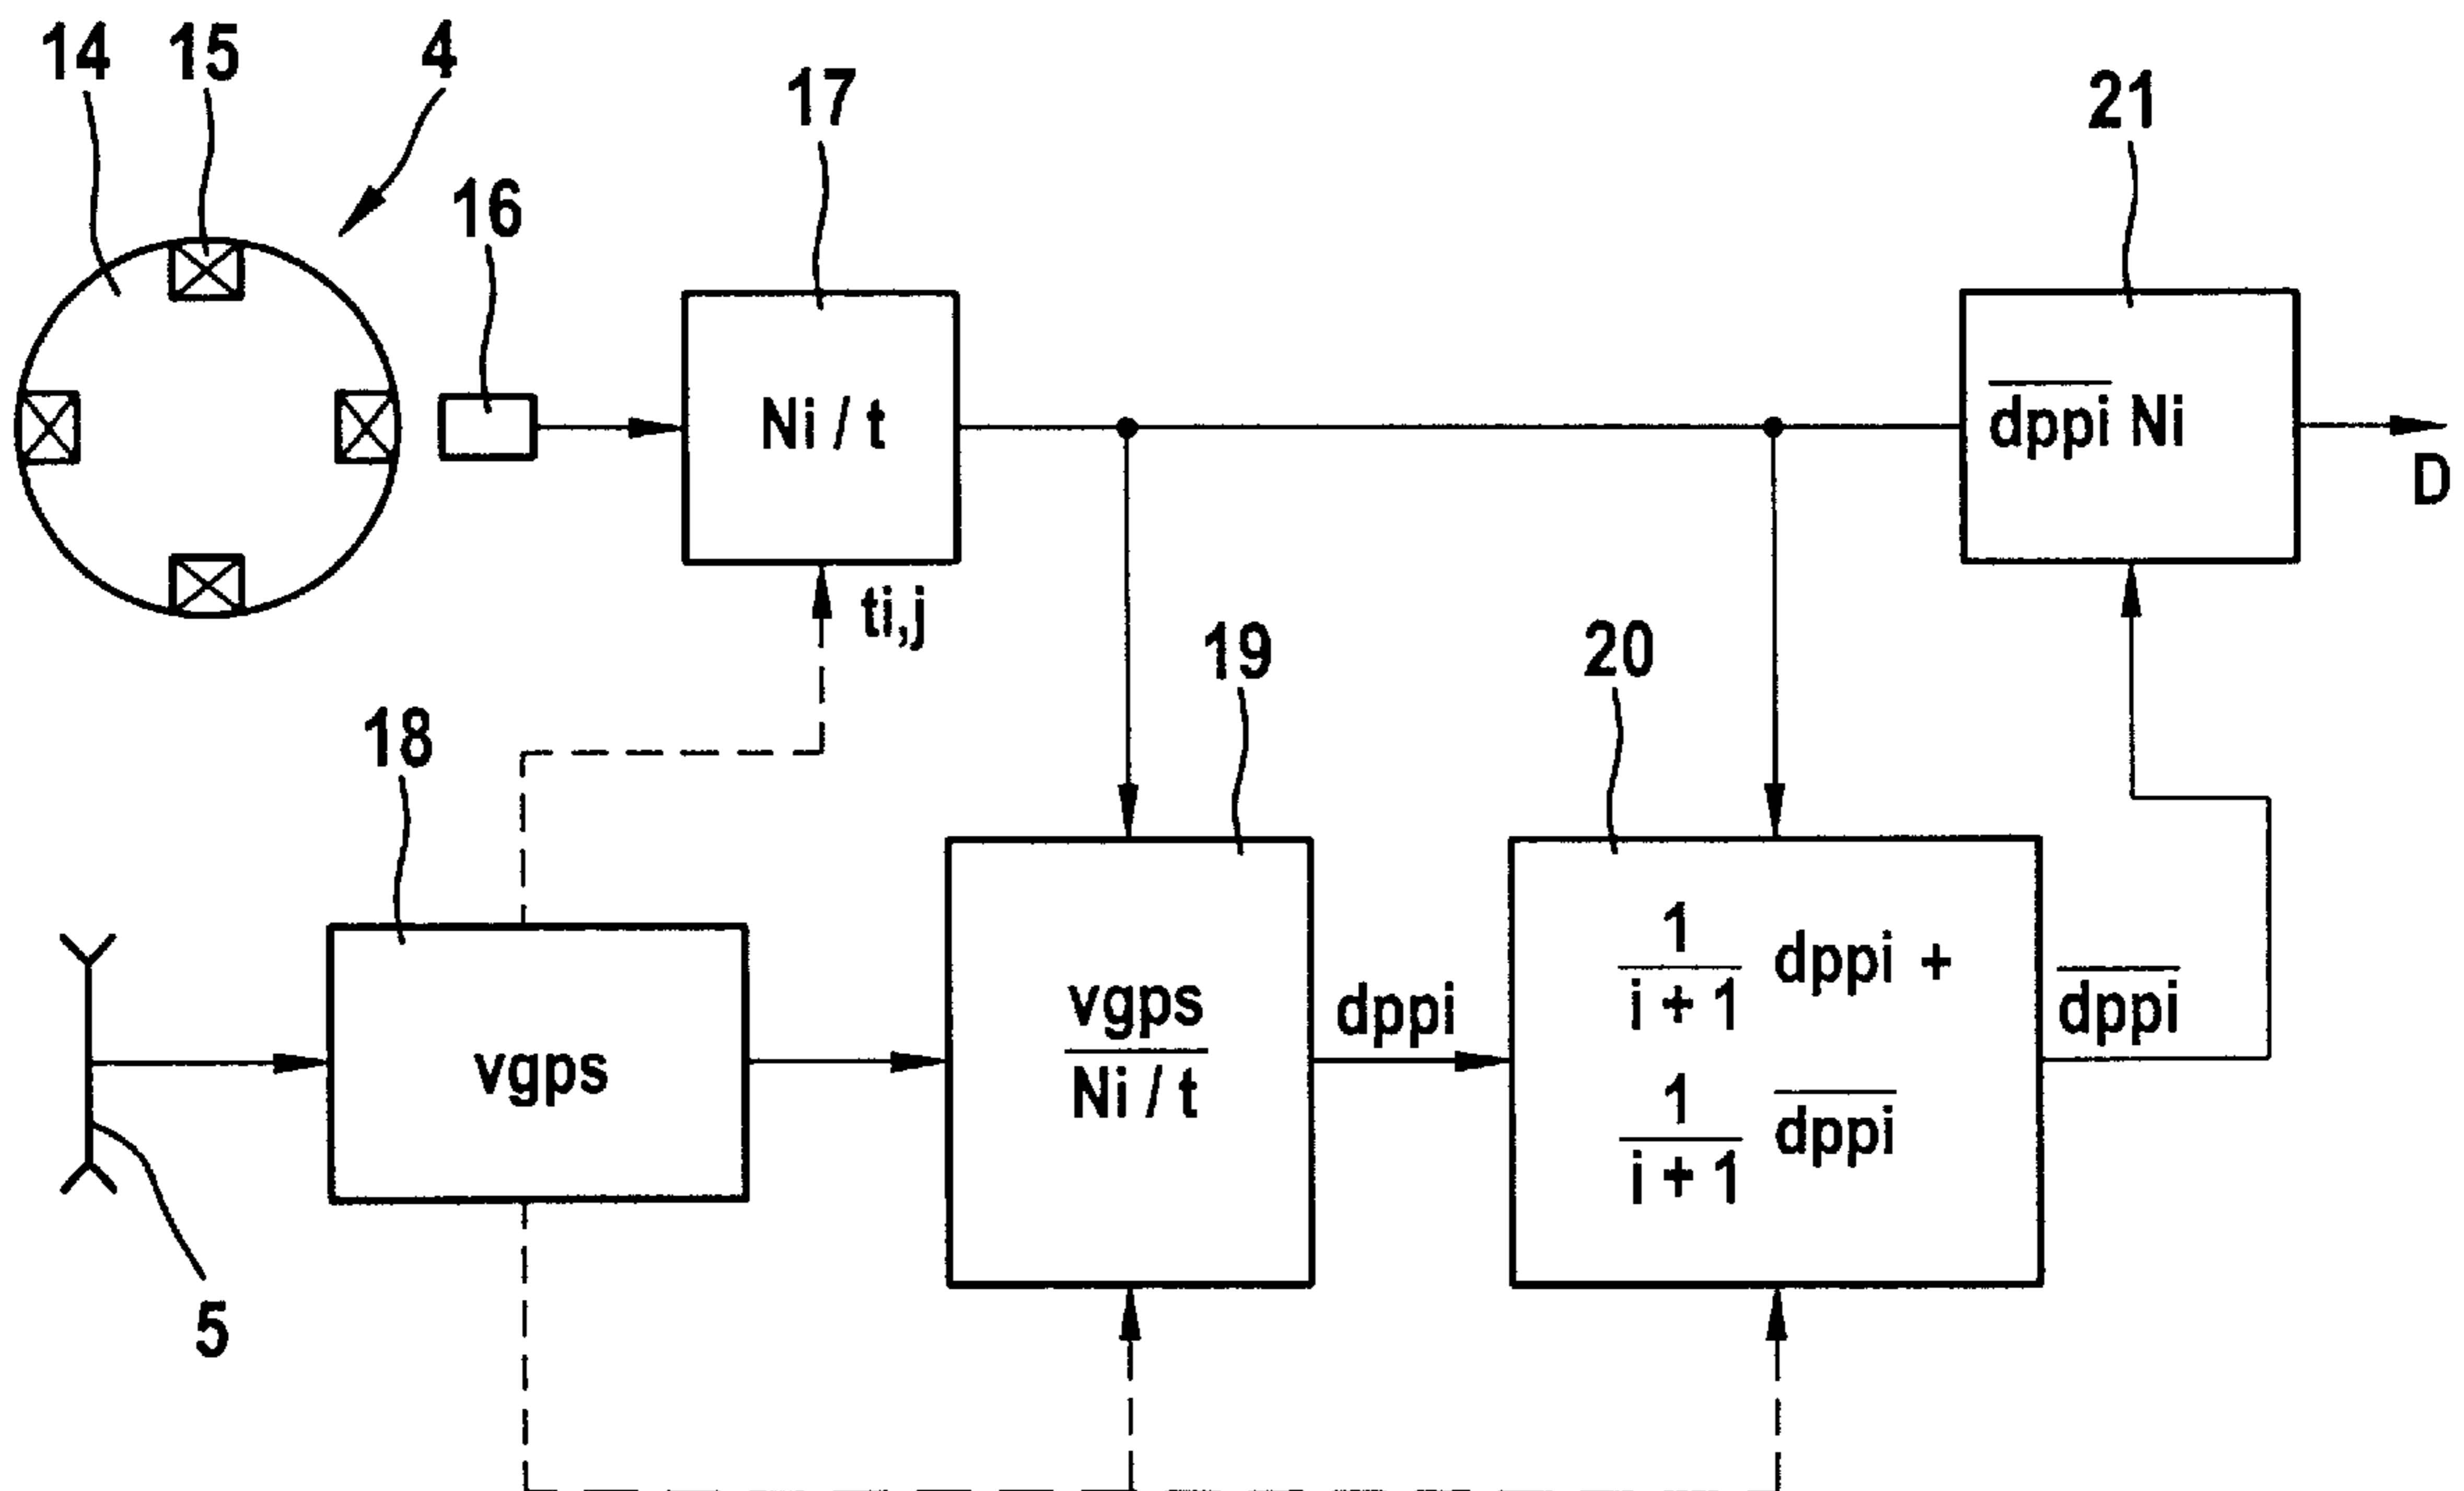 14 15 4
17
21
16
Ni / t
dppi Ni
D
ti,j
19
20
18
vgps
vgps
Ni / t
dppi
1
i + 1
dppi +
1
i + 1
dppi
dppi
5